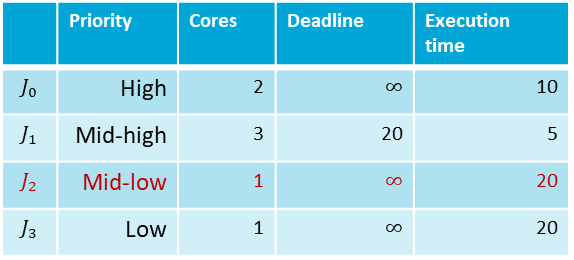 Priority Cores Deadline Execution time
J₀ High 2 ∞ 10
J₁ Mid-high 3 20 5
J₂ Mid-low 1 ∞ 20
J₃ Low 1 ∞ 20